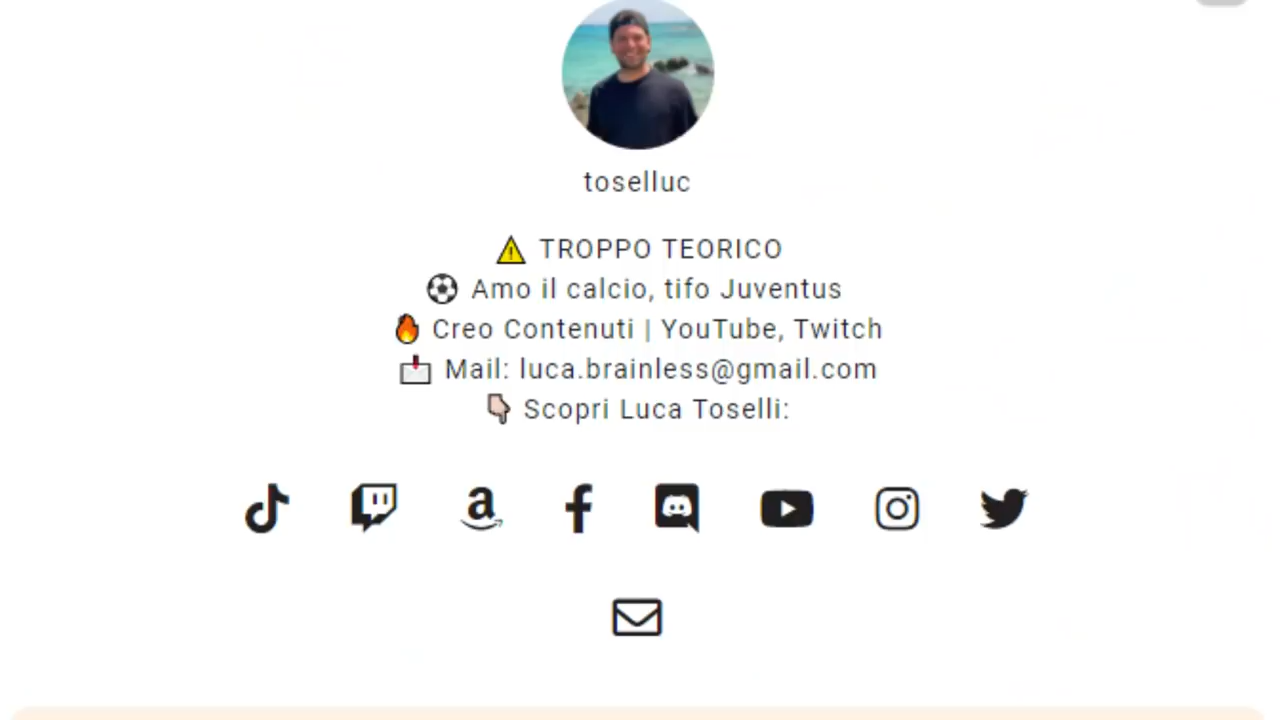 toselluc
⚠️ TROPPO TEORICO
⚽ Amo il calcio, tifo Juventus
🔥 Creo Contenuti | YouTube, Twitch
📩 Mail: luca.brainless@gmail.com
👇🏻 Scopri Luca Toselli: